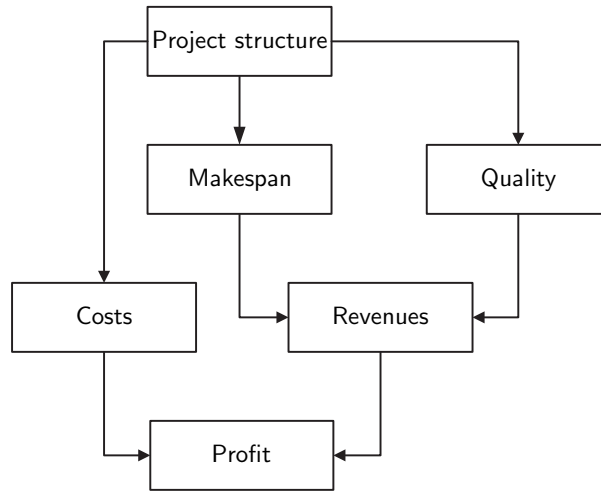 Project structure
Makespan
Quality
Costs
Revenues
Profit